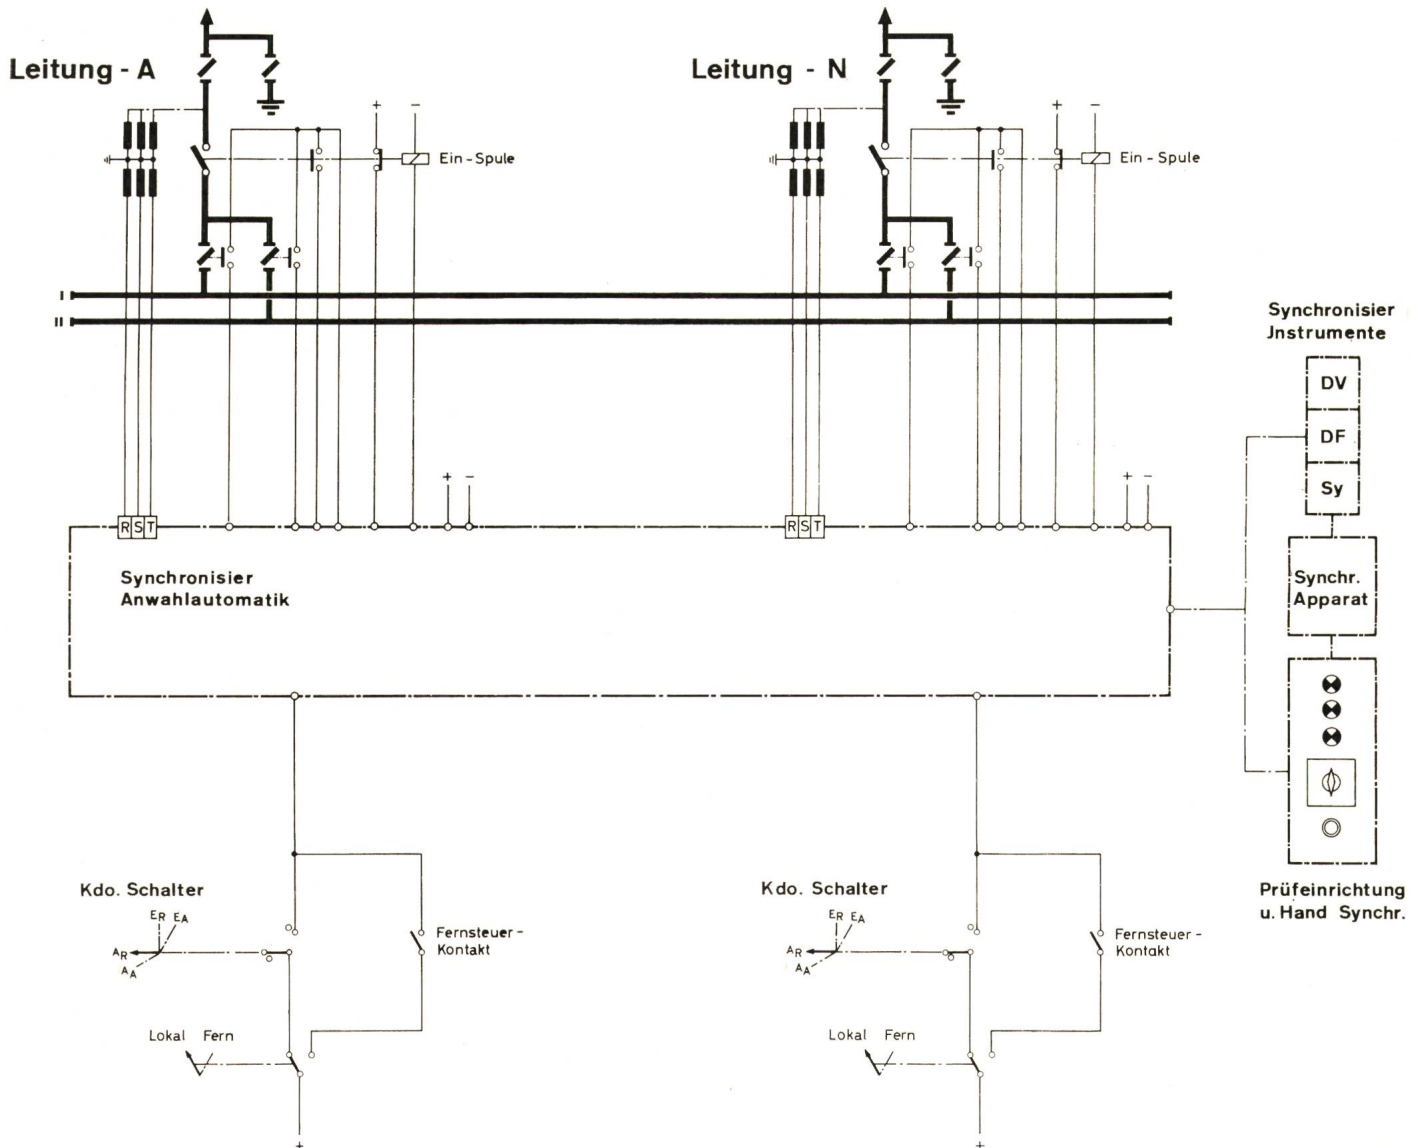 Leitung - A
Leitung - N
+ −
+ −
Ein - Spule
Ein - Spule
I
II
Synchronisier
Jnstrumente
DV
DF
Sy
+ −
+ −
R S T
R S T
Synchronisier
Anwahlautomatik
Synchr.
Apparat
Prüfeinrichtung
u. Hand Synchr.
Kdo. Schalter
ER EA
AR
AA
Fernsteuer -
Kontakt
Lokal Fern
+
Kdo. Schalter
ER EA
AR
AA
Fernsteuer -
Kontakt
Lokal Fern
+